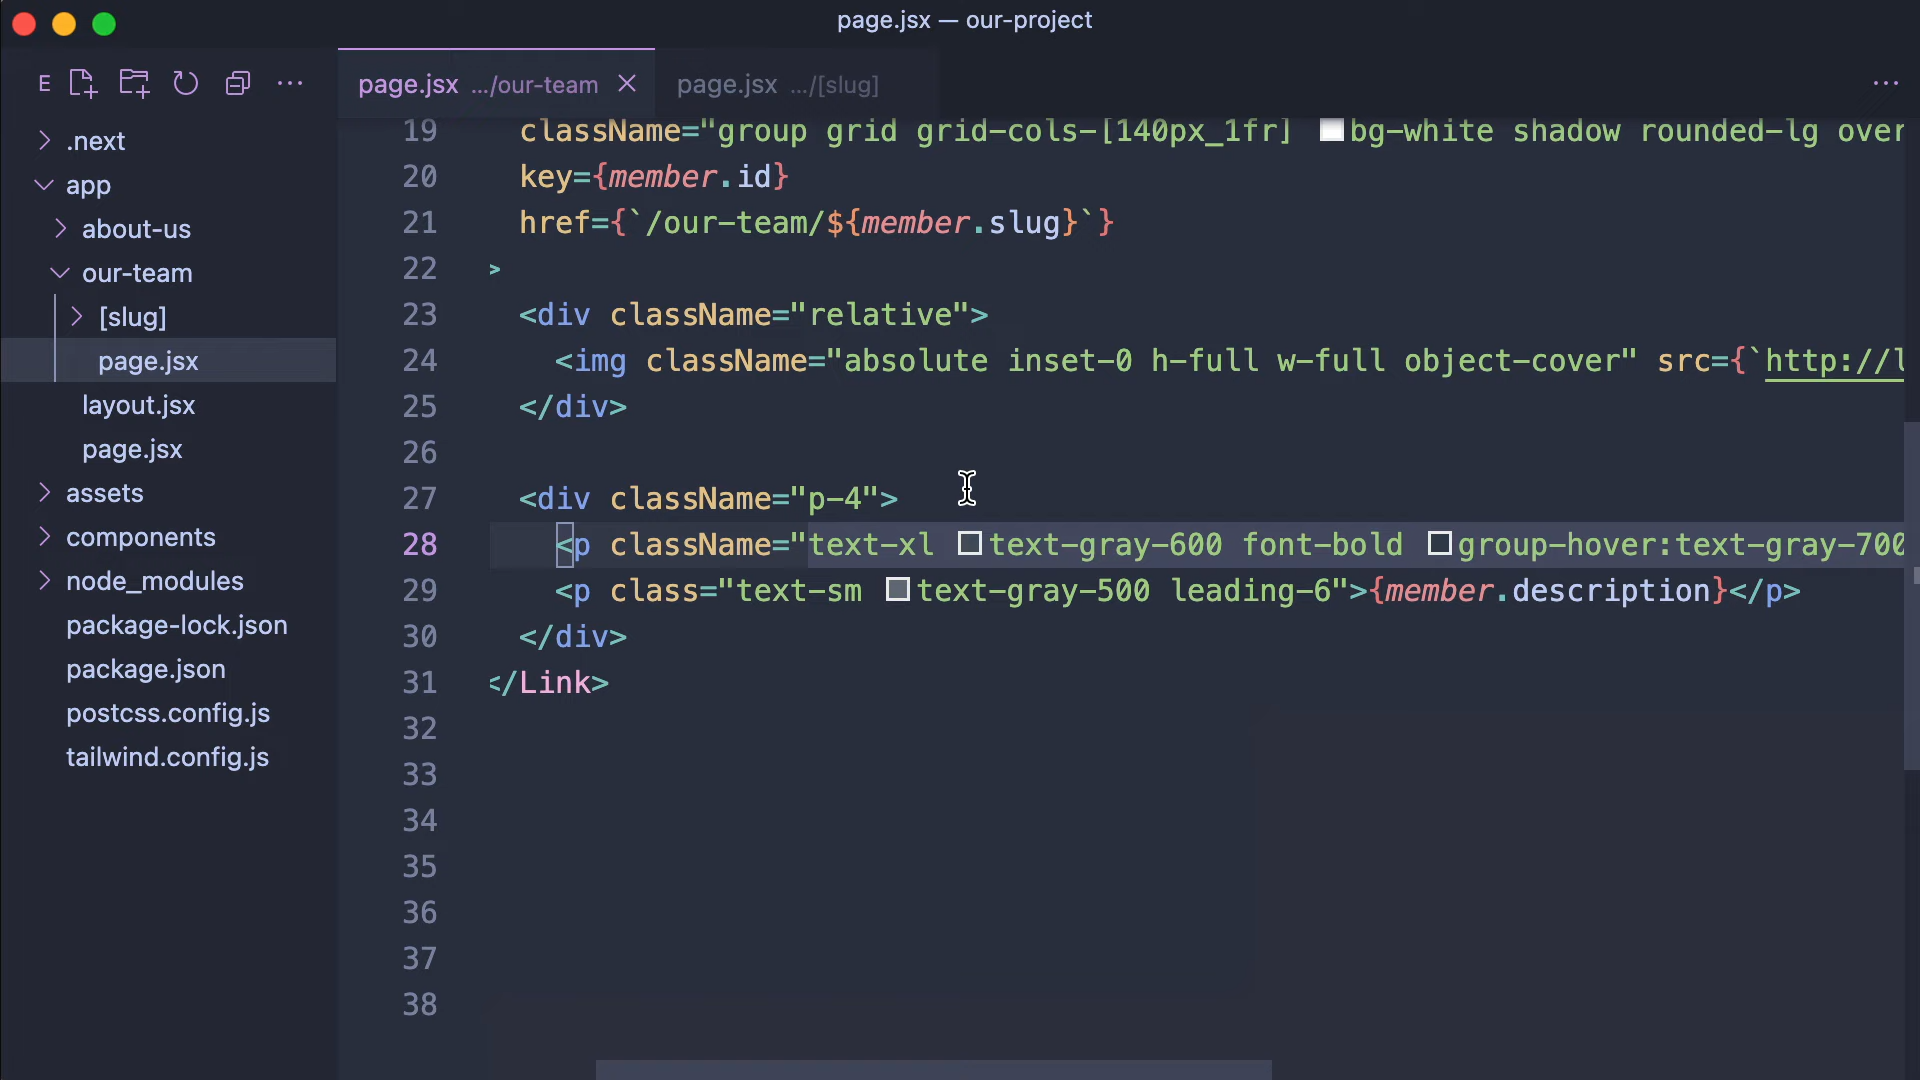 page.jsx — our-project
E
page.jsx .../our-team
page.jsx .../[slug]
.next
app
about-us
our-team
[slug]
page.jsx
layout.jsx
page.jsx
assets
components
node_modules
package-lock.json
package.json
postcss.config.js
tailwind.config.js
19 className="group grid grid-cols-[140px_1fr] bg-white shadow rounded-lg over
20 key={member.id}
21 href={`/our-team/${member.slug}`}
22 >
23 <div className="relative">
24 <img className="absolute inset-0 h-full w-full object-cover" src={`http://l
25 </div>
26
27 <div className="p-4">
28 <p className="text-xl text-gray-600 font-bold group-hover:text-gray-700
29 <p class="text-sm text-gray-500 leading-6">{member.description}</p>
30 </div>
31 </Link>
32
33
34
35
36
37
38